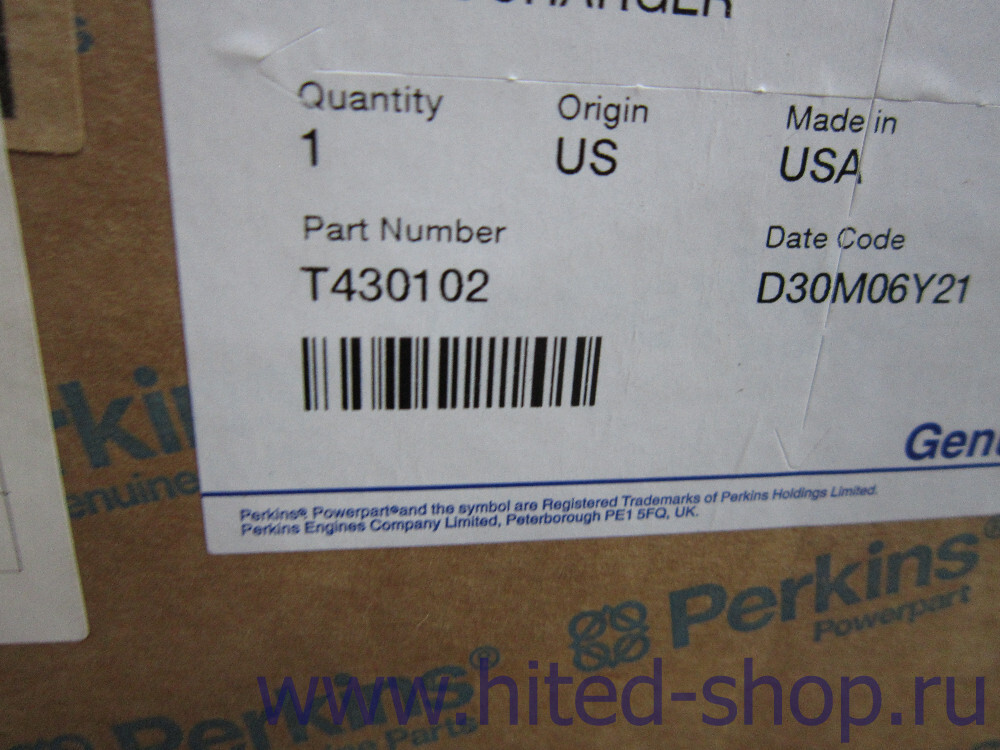 Quantity Origin Made in
1 US USA
Part Number Date Code
T430102 D30M06Y21
Perkins® Powerpart® and the symbol are Registered Trademarks of Perkins Holdings Limited.
Perkins Engines Company Limited, Peterborough PE1 5FQ, UK.
Perkins®
Powerpart
Perkins®
www.hited-shop.ru